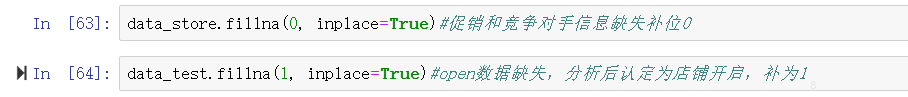 In [63]: data_store.fillna(0, inplace=True)#促销和竞争对手信息缺失补位0
In [64]: data_test.fillna(1, inplace=True)#open数据缺失，分析后认定为店铺开启，补为1